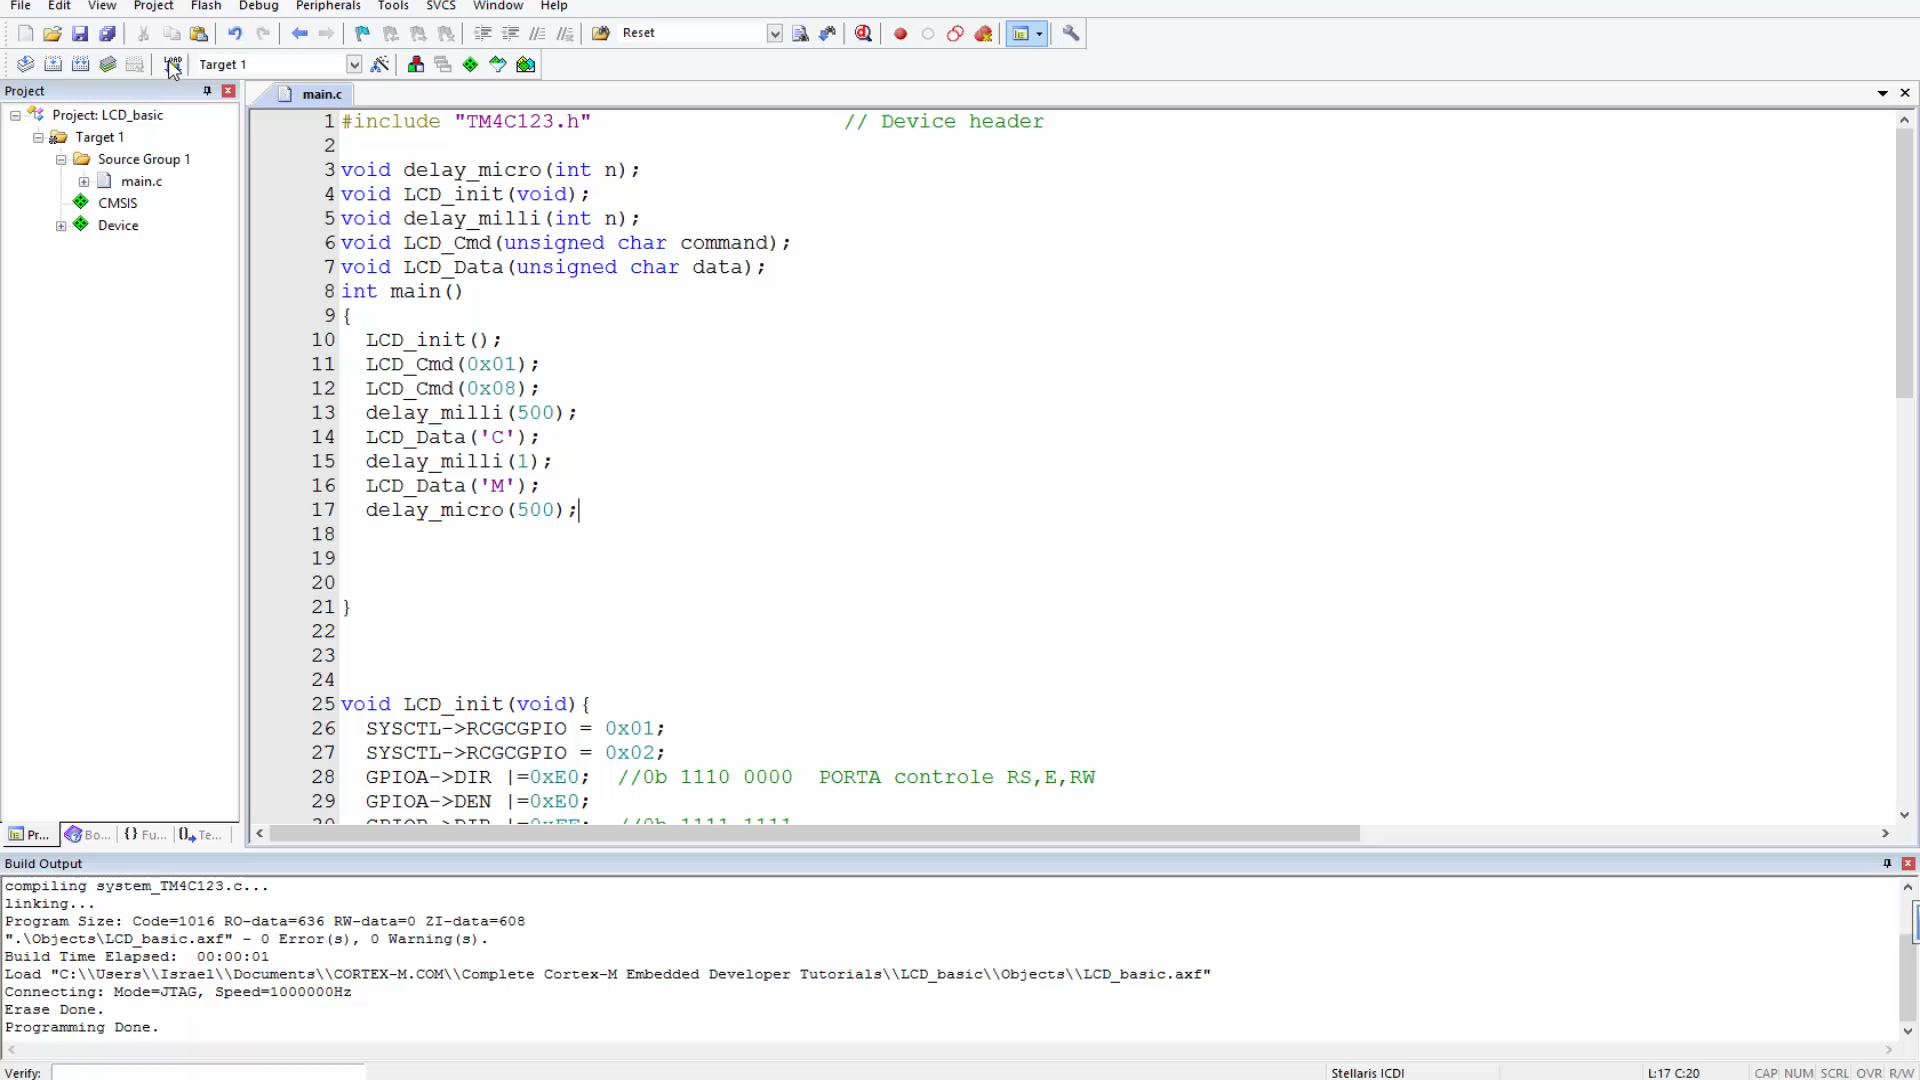 File Edit View Project Flash Debug Peripherals Tools SVCS Window Help
Reset
LOAD Target 1
Project
main.c
Project: LCD_basic
Target 1
Source Group 1
main.c
CMSIS
Device
1 #include "TM4C123.h" // Device header
2
3 void delay_micro(int n);
4 void LCD_init(void);
5 void delay_milli(int n);
6 void LCD_Cmd(unsigned char command);
7 void LCD_Data(unsigned char data);
8 int main()
9 {
10 LCD_init();
11 LCD_Cmd(0x01);
12 LCD_Cmd(0x08);
13 delay_milli(500);
14 LCD_Data('C');
15 delay_milli(1);
16 LCD_Data('M');
17 delay_micro(500);
18
19
20
21 }
22
23
24
25 void LCD_init(void){
26 SYSCTL->RCGCGPIO = 0x01;
27 SYSCTL->RCGCGPIO = 0x02;
28 GPIOA->DIR |=0xE0; //0b 1110 0000 PORTA controle RS,E,RW
29 GPIOA->DEN |=0xE0;
30 GPIOB->DIR |=0xFF; //0b 1111 1111
Pr... Bo... {} Fu... Te...
Build Output
compiling system_TM4C123.c...
linking...
Program Size: Code=1016 RO-data=636 RW-data=0 ZI-data=608
".\Objects\LCD_basic.axf" - 0 Error(s), 0 Warning(s).
Build Time Elapsed: 00:00:01
Load "C:\\Users\\Israel\\Documents\\CORTEX-M.COM\\Complete Cortex-M Embedded Developer Tutorials\\LCD_basic\\Objects\\LCD_basic.axf"
Connecting: Mode=JTAG, Speed=1000000Hz
Erase Done.
Programming Done.
Verify: Stellaris ICDI L:17 C:20 CAP NUM SCRL OVR R/W